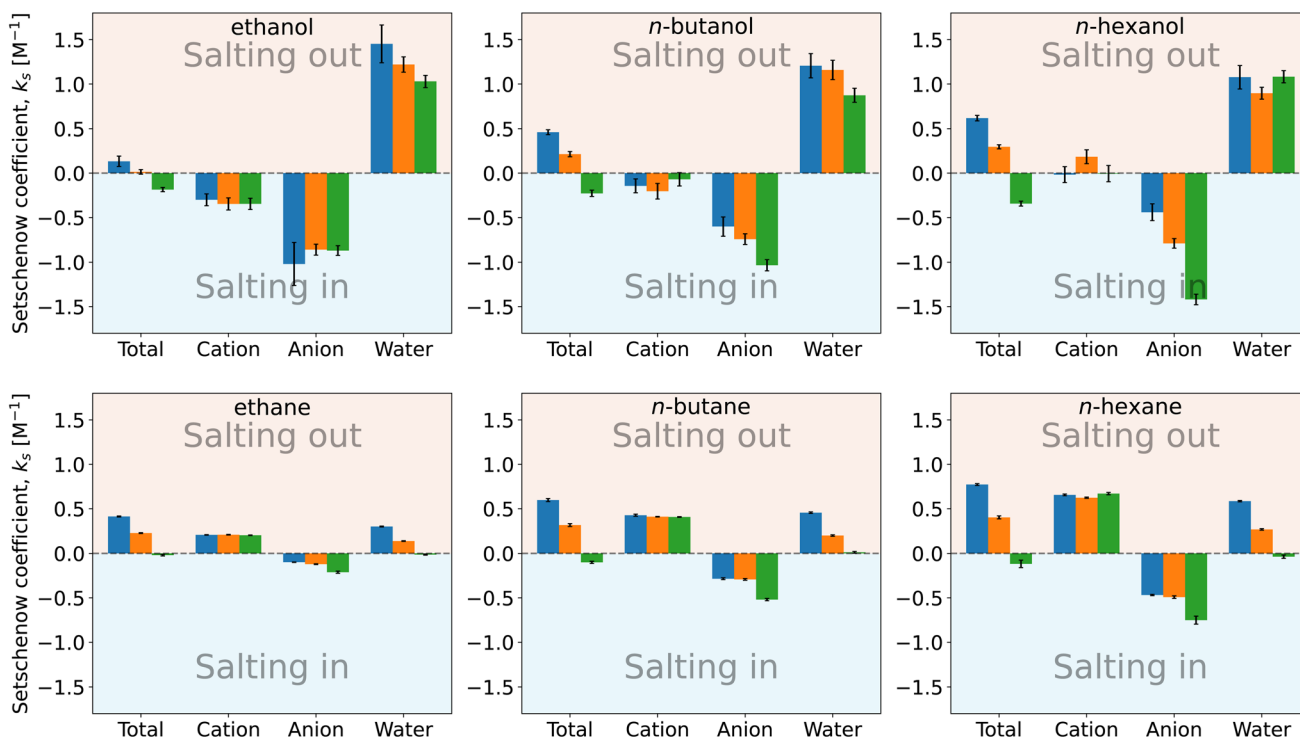 ethanol
Salting out
1.5
1.0
0.5
0.0
−0.5
−1.0
−1.5
Setschenow coefficient, kₛ [M⁻¹]
Salting in
Total Cation Anion Water
n-butanol
Salting out
1.5
1.0
0.5
0.0
−0.5
−1.0
−1.5
Salting in
Total Cation Anion Water
n-hexanol
Salting out
1.5
1.0
0.5
0.0
−0.5
−1.0
−1.5
Salting in
Total Cation Anion Water
ethane
Salting out
1.5
1.0
0.5
0.0
−0.5
−1.0
−1.5
Setschenow coefficient, kₛ [M⁻¹]
Salting in
Total Cation Anion Water
n-butane
Salting out
1.5
1.0
0.5
0.0
−0.5
−1.0
−1.5
Salting in
Total Cation Anion Water
n-hexane
Salting out
1.5
1.0
0.5
0.0
−0.5
−1.0
−1.5
Salting in
Total Cation Anion Water